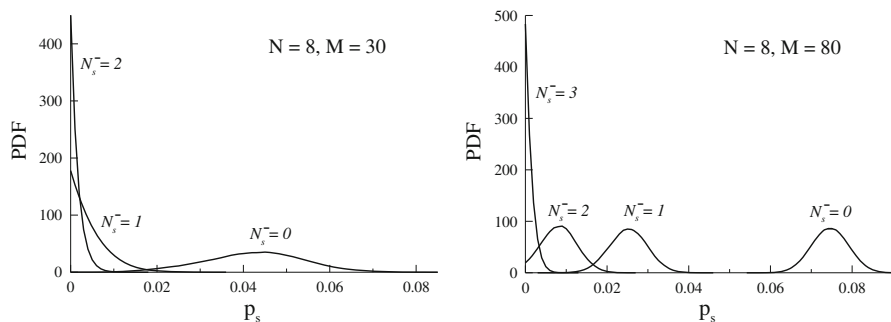 N = 8, M = 30
400
300
200
100
0
PDF
N_s^-= 2
N_s^-= 1
N_s^-= 0
0
0.02
0.04
0.06
0.08
p_s
N = 8, M = 80
500
400
300
200
100
0
PDF
N_s^-= 3
N_s^-= 2
N_s^-= 1
N_s^-= 0
0
0.02
0.04
0.06
0.08
p_s